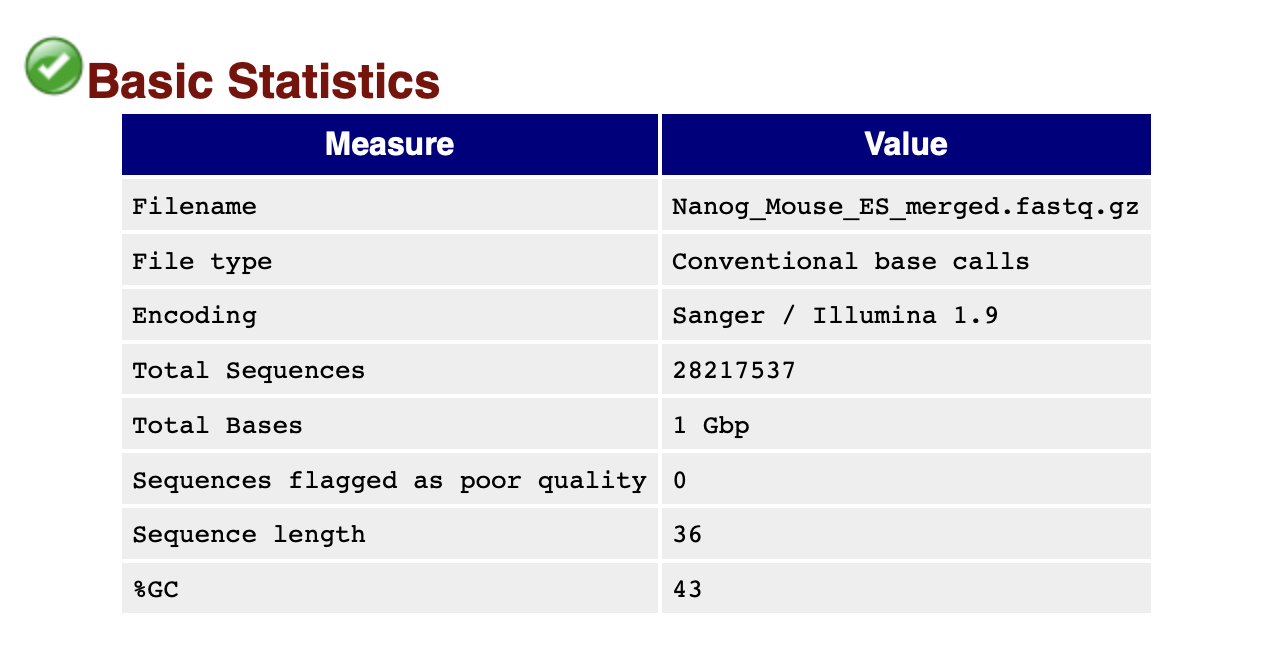 Basic Statistics
Measure Value
Filename Nanog_Mouse_ES_merged.fastq.gz
File type Conventional base calls
Encoding Sanger / Illumina 1.9
Total Sequences 28217537
Total Bases 1 Gbp
Sequences flagged as poor quality 0
Sequence length 36
%GC 43